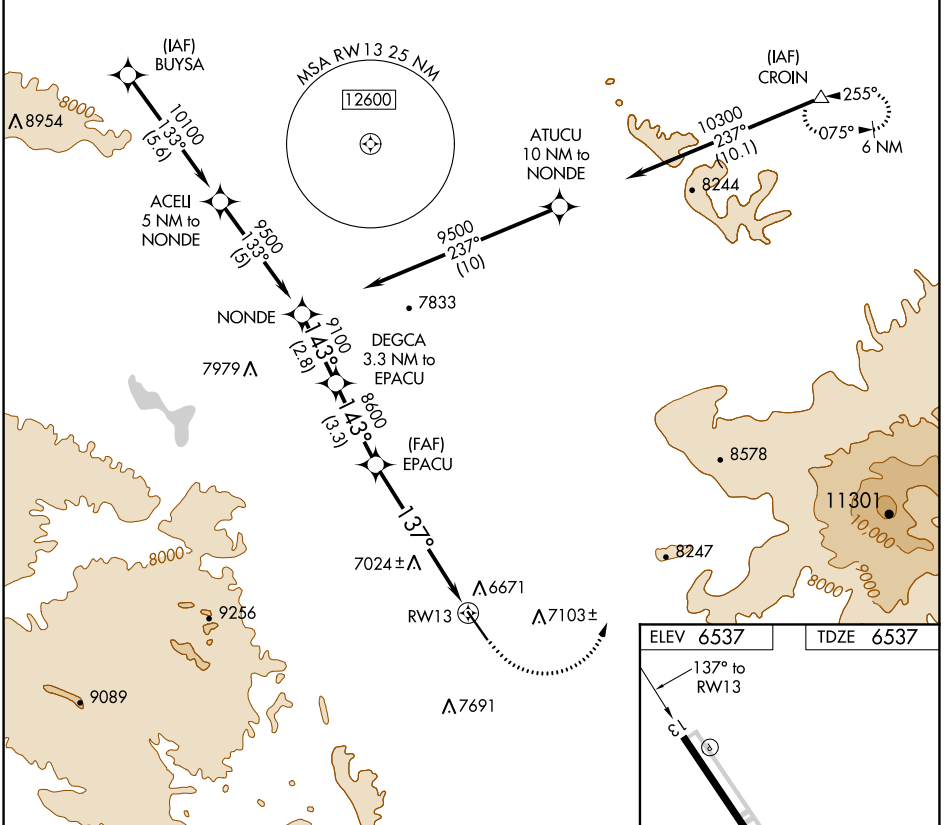 (IAF)
BUYSA
MSA RW13 25 NM
12600
(IAF)
CROIN
255°
075°
6 NM
10300
237°
(10.1)
8000
8954
10100
133°
(5.6)
ATUCU
10 NM to
NONDE
8244
ACELI
5 NM to
NONDE
9500
133°
(5)
9500
237°
(10)
7833
NONDE
9100
143°
(2.8)
DEGCA
3.3 NM to
EPACU
7979
8600
143°
(3.3)
(FAF)
EPACU
8578
11301
10,000
9000
8000
137°
7024±
8247
8000
6671
RW13
7103±
9256
9089
7691
ELEV 6537
TDZE 6537
137° to
RW13
13
P